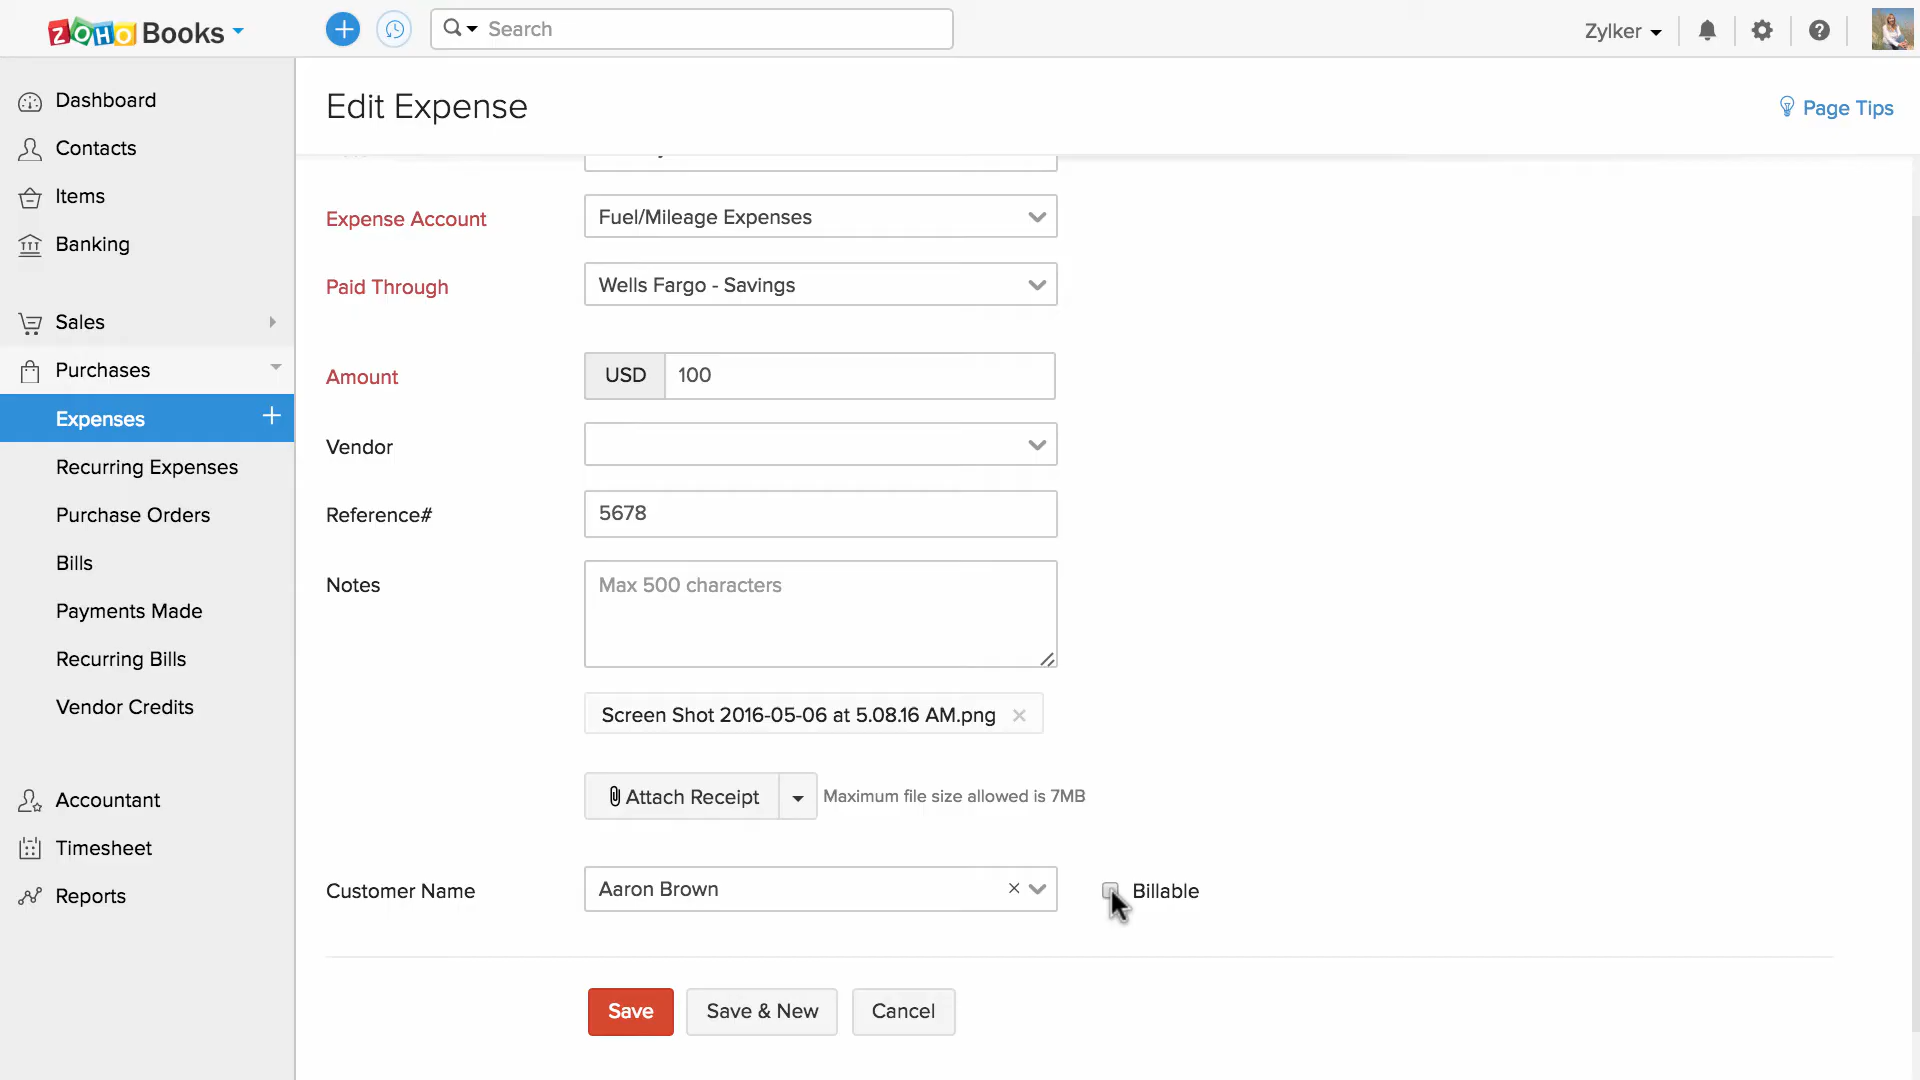 ZOHO Books
Search
Zylker
Dashboard
Contacts
Items
Banking
Sales
Purchases
Expenses
Recurring Expenses
Purchase Orders
Bills
Payments Made
Recurring Bills
Vendor Credits
Accountant
Timesheet
Reports
Edit Expense
Page Tips
Expense Account
Fuel/Mileage Expenses
Paid Through
Wells Fargo - Savings
Amount
USD 100
Vendor
Reference#
5678
Notes
Max 500 characters
Screen Shot 2016-05-06 at 5.08.16 AM.png
Attach Receipt
Maximum file size allowed is 7MB
Customer Name
Aaron Brown
Billable
Save
Save & New
Cancel